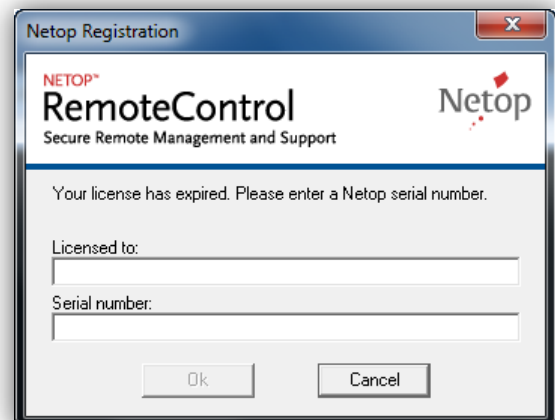 Netop Registration
NETOP™
RemoteControl
Netop
Secure Remote Management and Support
Your license has expired. Please enter a Netop serial number.
Licensed to:
Serial number:
Ok
Cancel